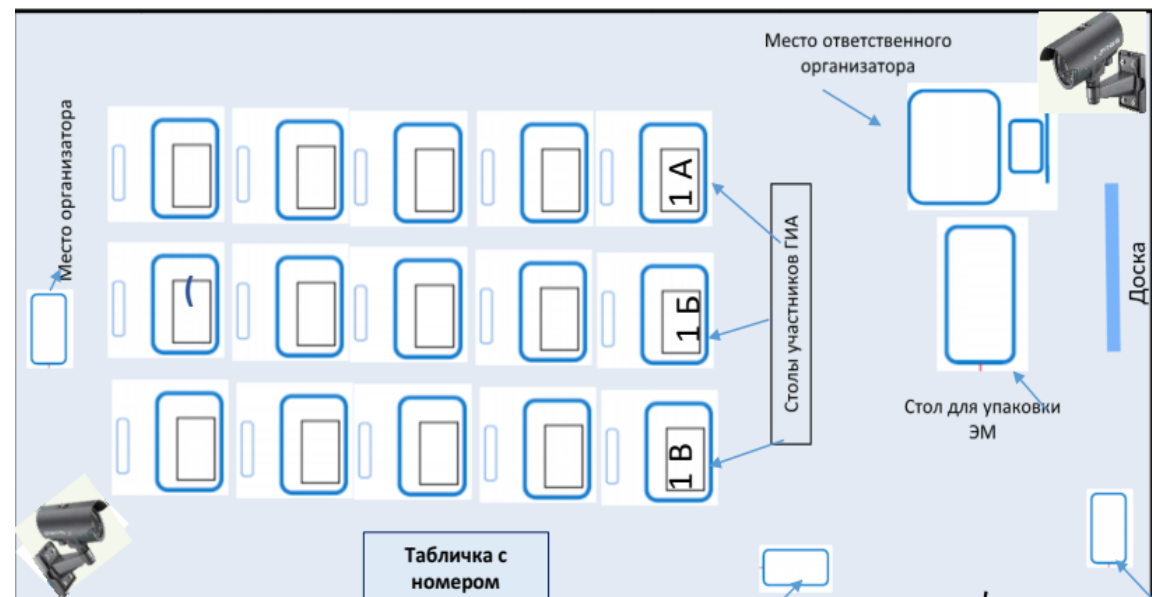 Место ответственного
организатора
Место организатора
1 А
1 Б
1 В
Столы участников ГИА
Доска
Стол для упаковки
ЭМ
Табличка с
номером